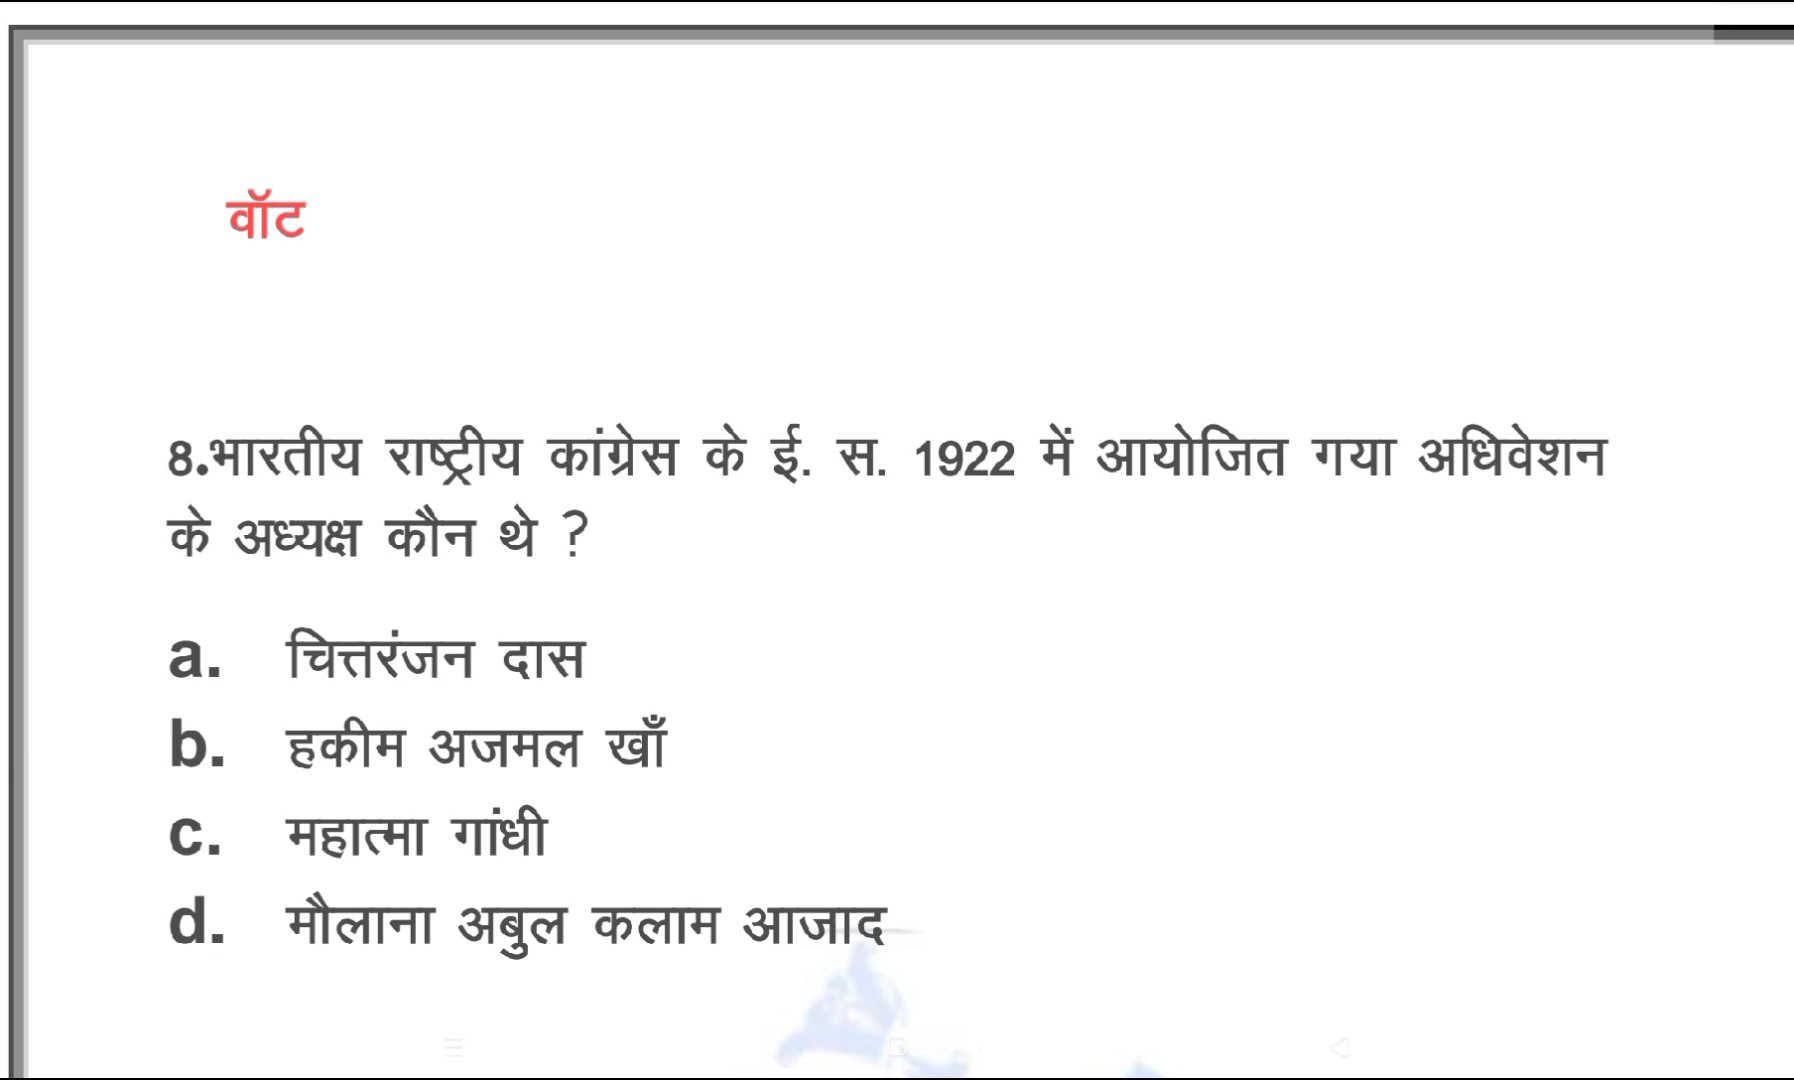 वॉट
8.भारतीय राष्ट्रीय कांग्रेस के ई. स. 1922 में आयोजित गया अधिवेशन
के अध्यक्ष कौन थे ?
a. चित्तरंजन दास
b. हकीम अजमल खाँ
c. महात्मा गांधी
d. मौलाना अबुल कलाम आजाद